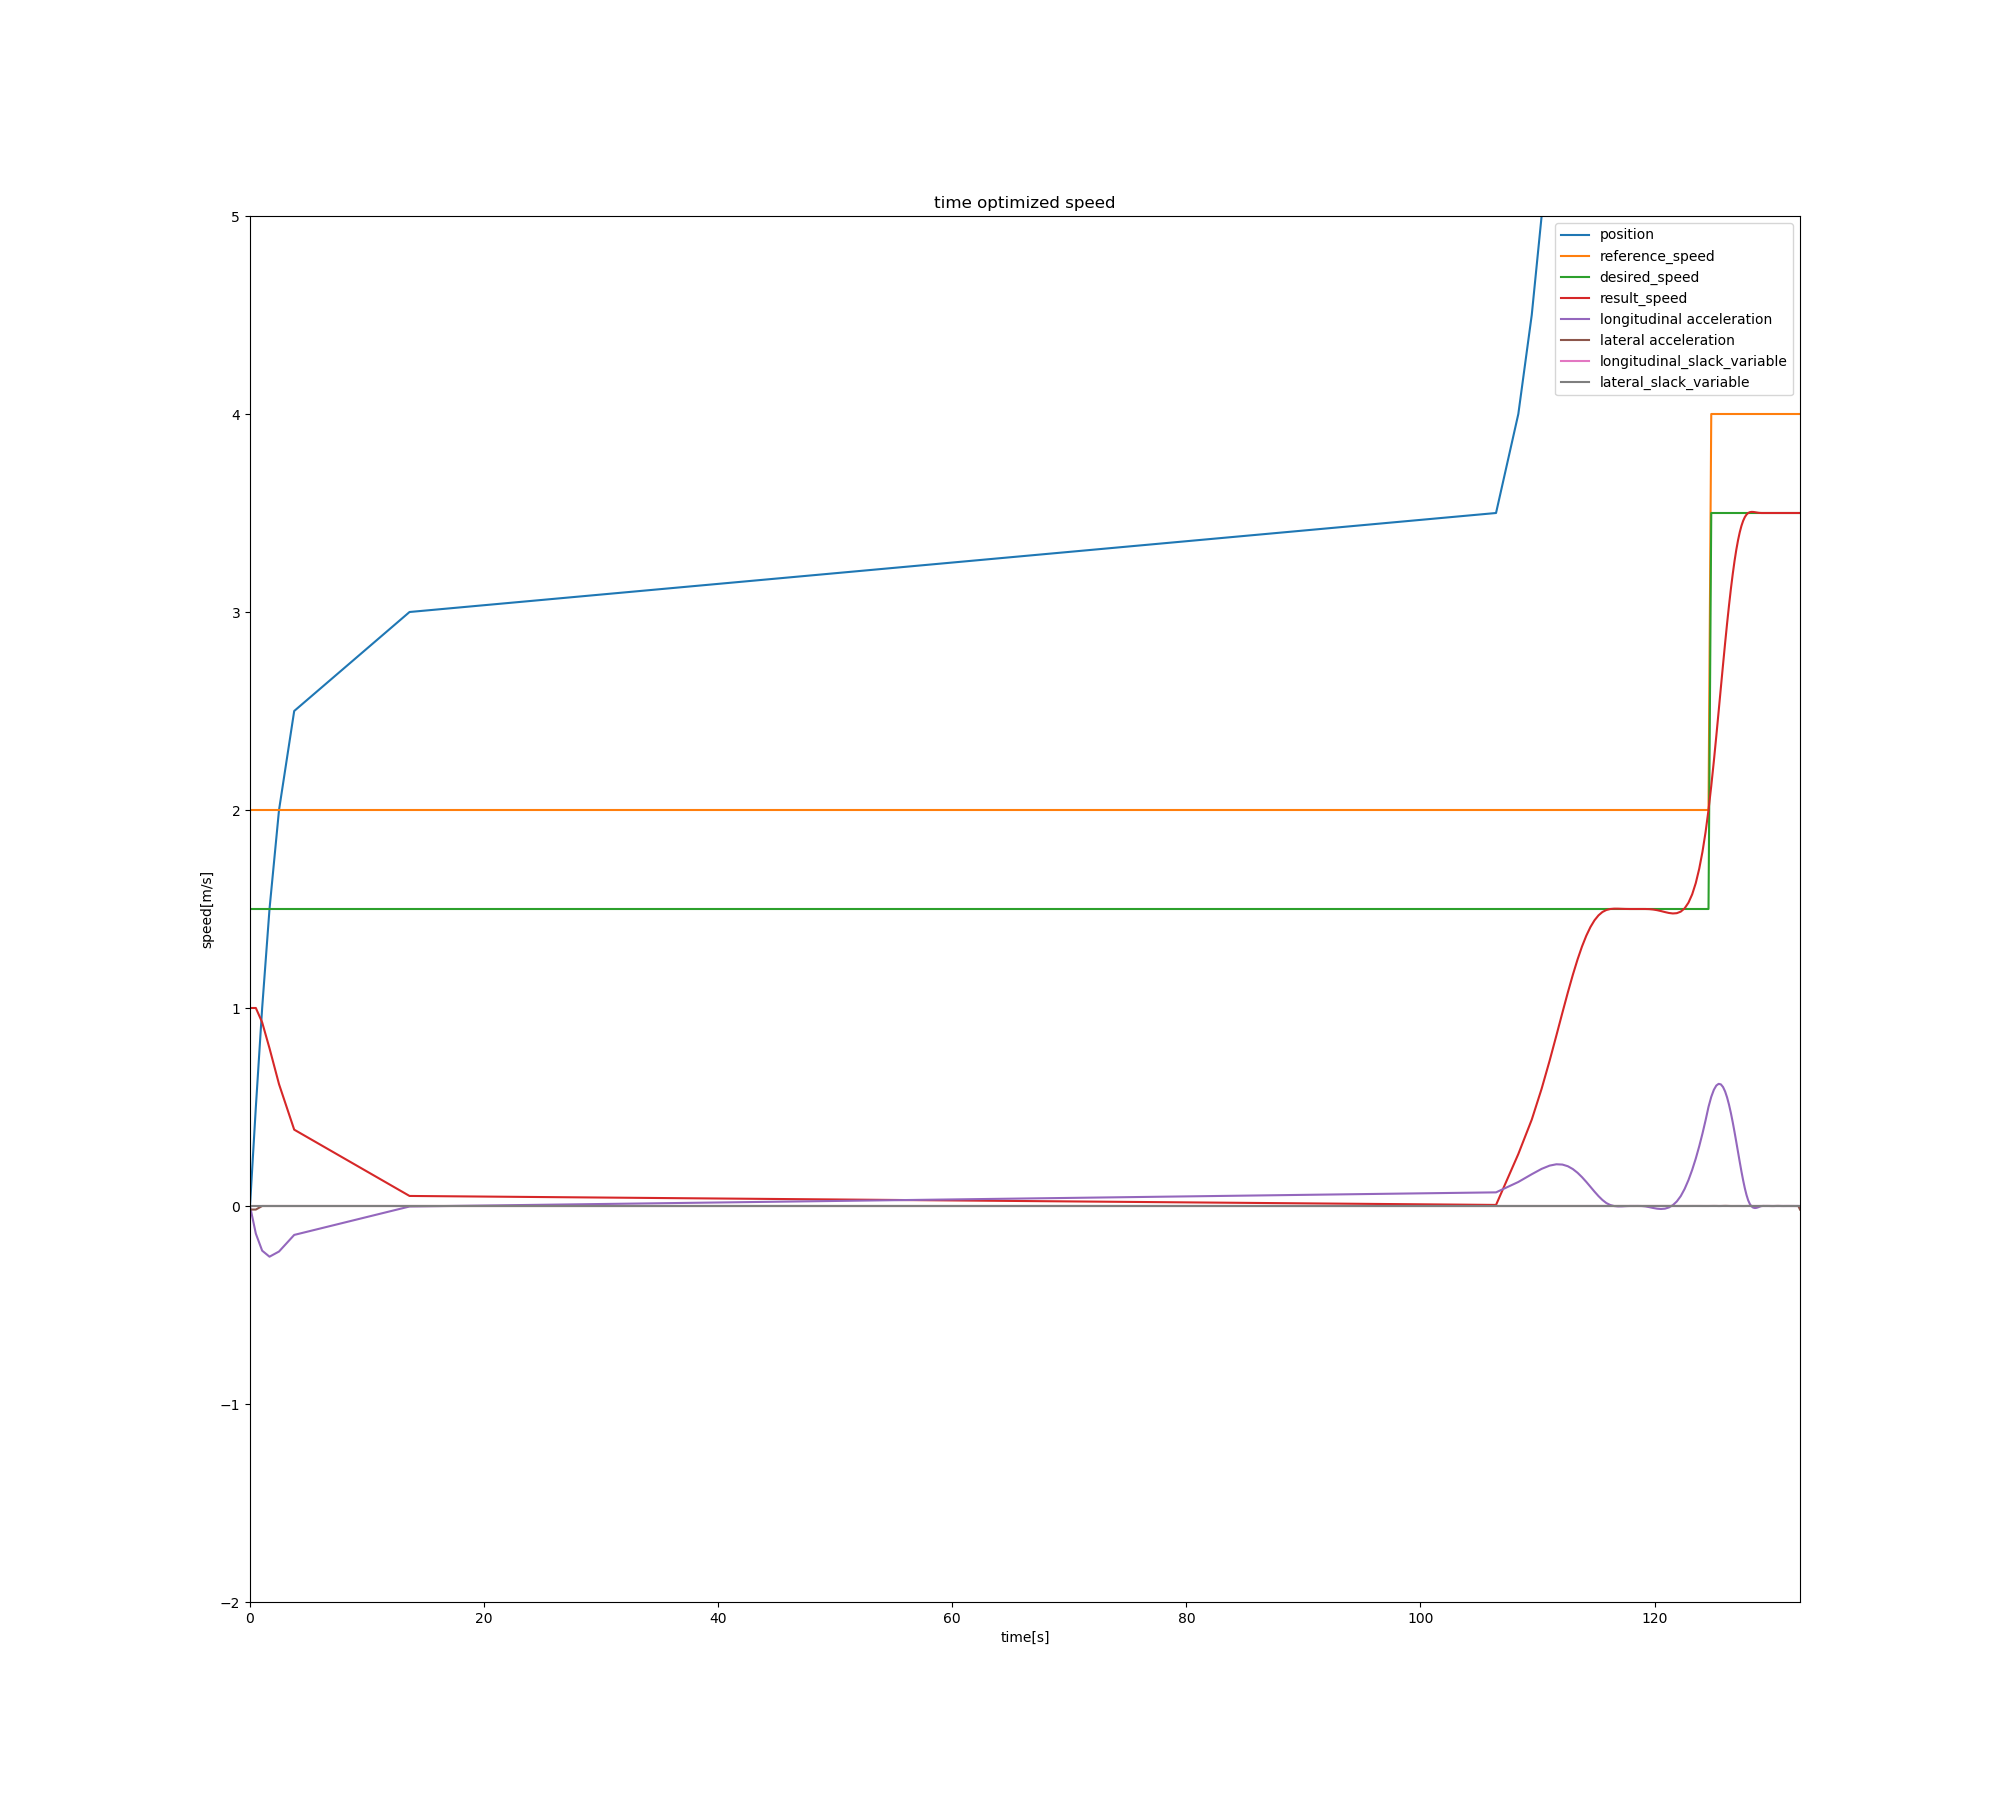 time optimized speed
5
4
3
2
1
0
−1
−2
speed[m/s]
position
reference_speed
desired_speed
result_speed
longitudinal acceleration
lateral acceleration
longitudinal_slack_variable
lateral_slack_variable
0 20 40 60 80 100 120
time[s]